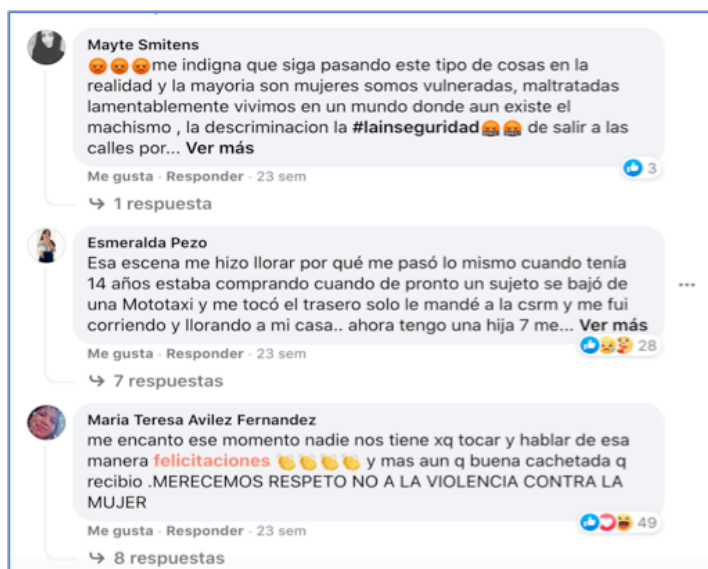 Mayte Smitens
😡😡😡me indigna que siga pasando este tipo de cosas en la
realidad y la mayoria son mujeres somos vulneradas, maltratadas
lamentablemente vivimos en un mundo donde aun existe el
machismo , la descriminacion la #lainseguridad🤬🤬 de salir a las
calles por... Ver más
Me gusta · Responder · 23 sem
3
1 respuesta
Esmeralda Pezo
Esa escena me hizo llorar por qué me pasó lo mismo cuando tenía
14 años estaba comprando cuando de pronto un sujeto se bajó de
una Mototaxi y me tocó el trasero solo le mandé a la csrm y me fui
corriendo y llorando a mi casa.. ahora tengo una hija 7 me... Ver más
Me gusta · Responder · 23 sem
28
7 respuestas
Maria Teresa Avilez Fernandez
me encanto ese momento nadie nos tiene xq tocar y hablar de esa
manera felicitaciones 👏👏👏👏 y mas aun q buena cachetada q
recibio .MERECEMOS RESPETO NO A LA VIOLENCIA CONTRA LA
MUJER
Me gusta · Responder · 23 sem
49
8 respuestas